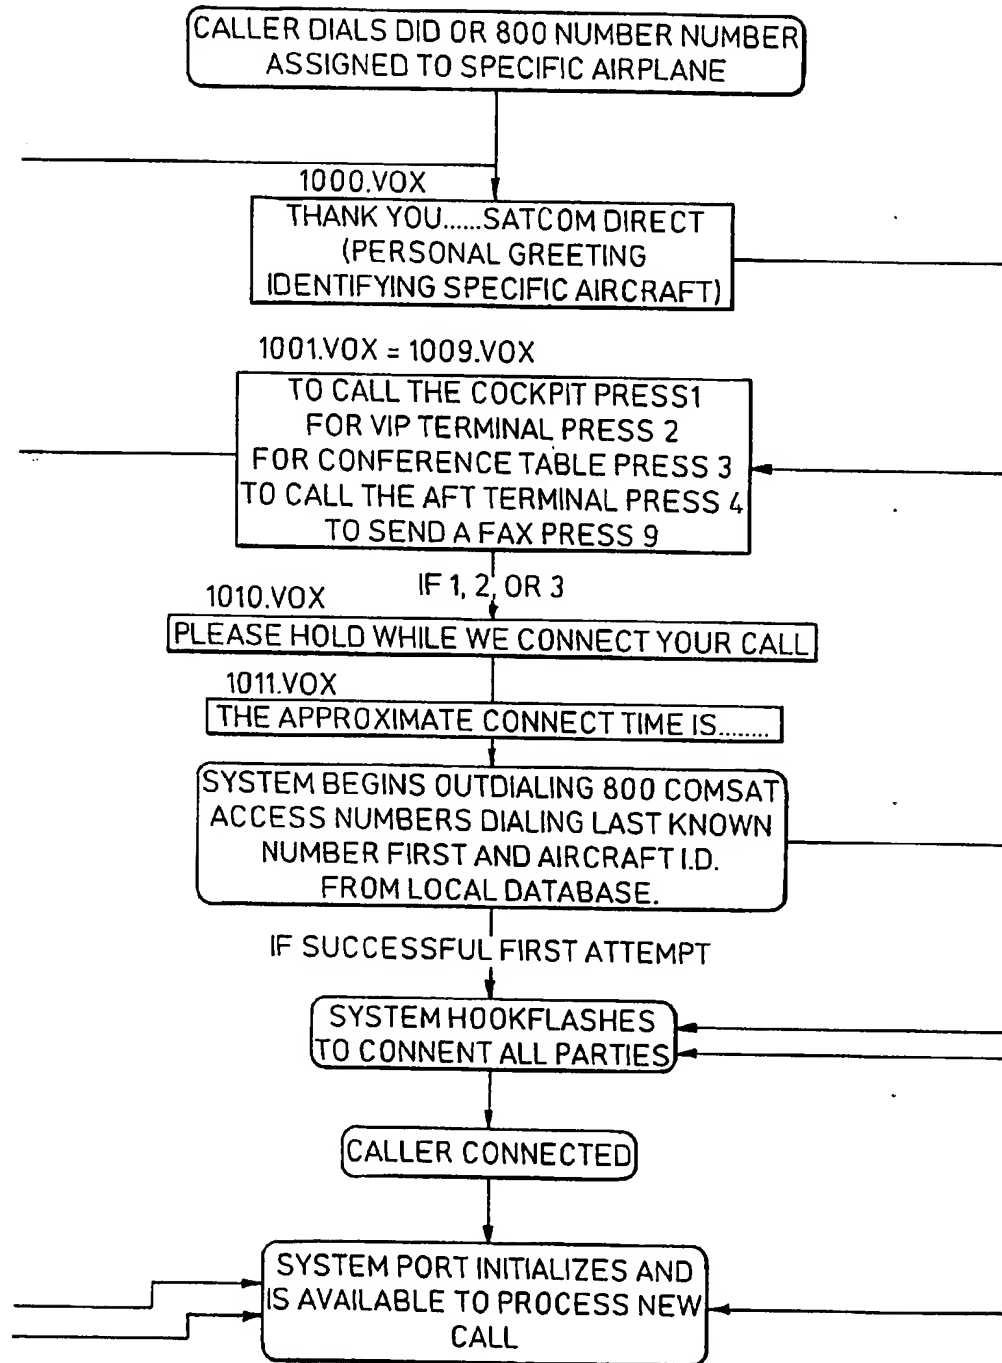 CALLER DIALS DID OR 800 NUMBER NUMBER
ASSIGNED TO SPECIFIC AIRPLANE
1000.VOX
THANK YOU......SATCOM DIRECT
(PERSONAL GREETING
IDENTIFYING SPECIFIC AIRCRAFT)
1001.VOX = 1009.VOX
TO CALL THE COCKPIT PRESS1
FOR VIP TERMINAL PRESS 2
FOR CONFERENCE TABLE PRESS 3
TO CALL THE AFT TERMINAL PRESS 4
TO SEND A FAX PRESS 9
IF 1, 2, OR 3
1010.VOX
PLEASE HOLD WHILE WE CONNECT YOUR CALL
1011.VOX
THE APPROXIMATE CONNECT TIME IS........
SYSTEM BEGINS OUTDIALING 800 COMSAT
ACCESS NUMBERS DIALING LAST KNOWN
NUMBER FIRST AND AIRCRAFT I.D.
FROM LOCAL DATABASE.
IF SUCCESSFUL FIRST ATTEMPT
SYSTEM HOOKFLASHES
TO CONNENT ALL PARTIES
CALLER CONNECTED
SYSTEM PORT INITIALIZES AND
IS AVAILABLE TO PROCESS NEW
CALL